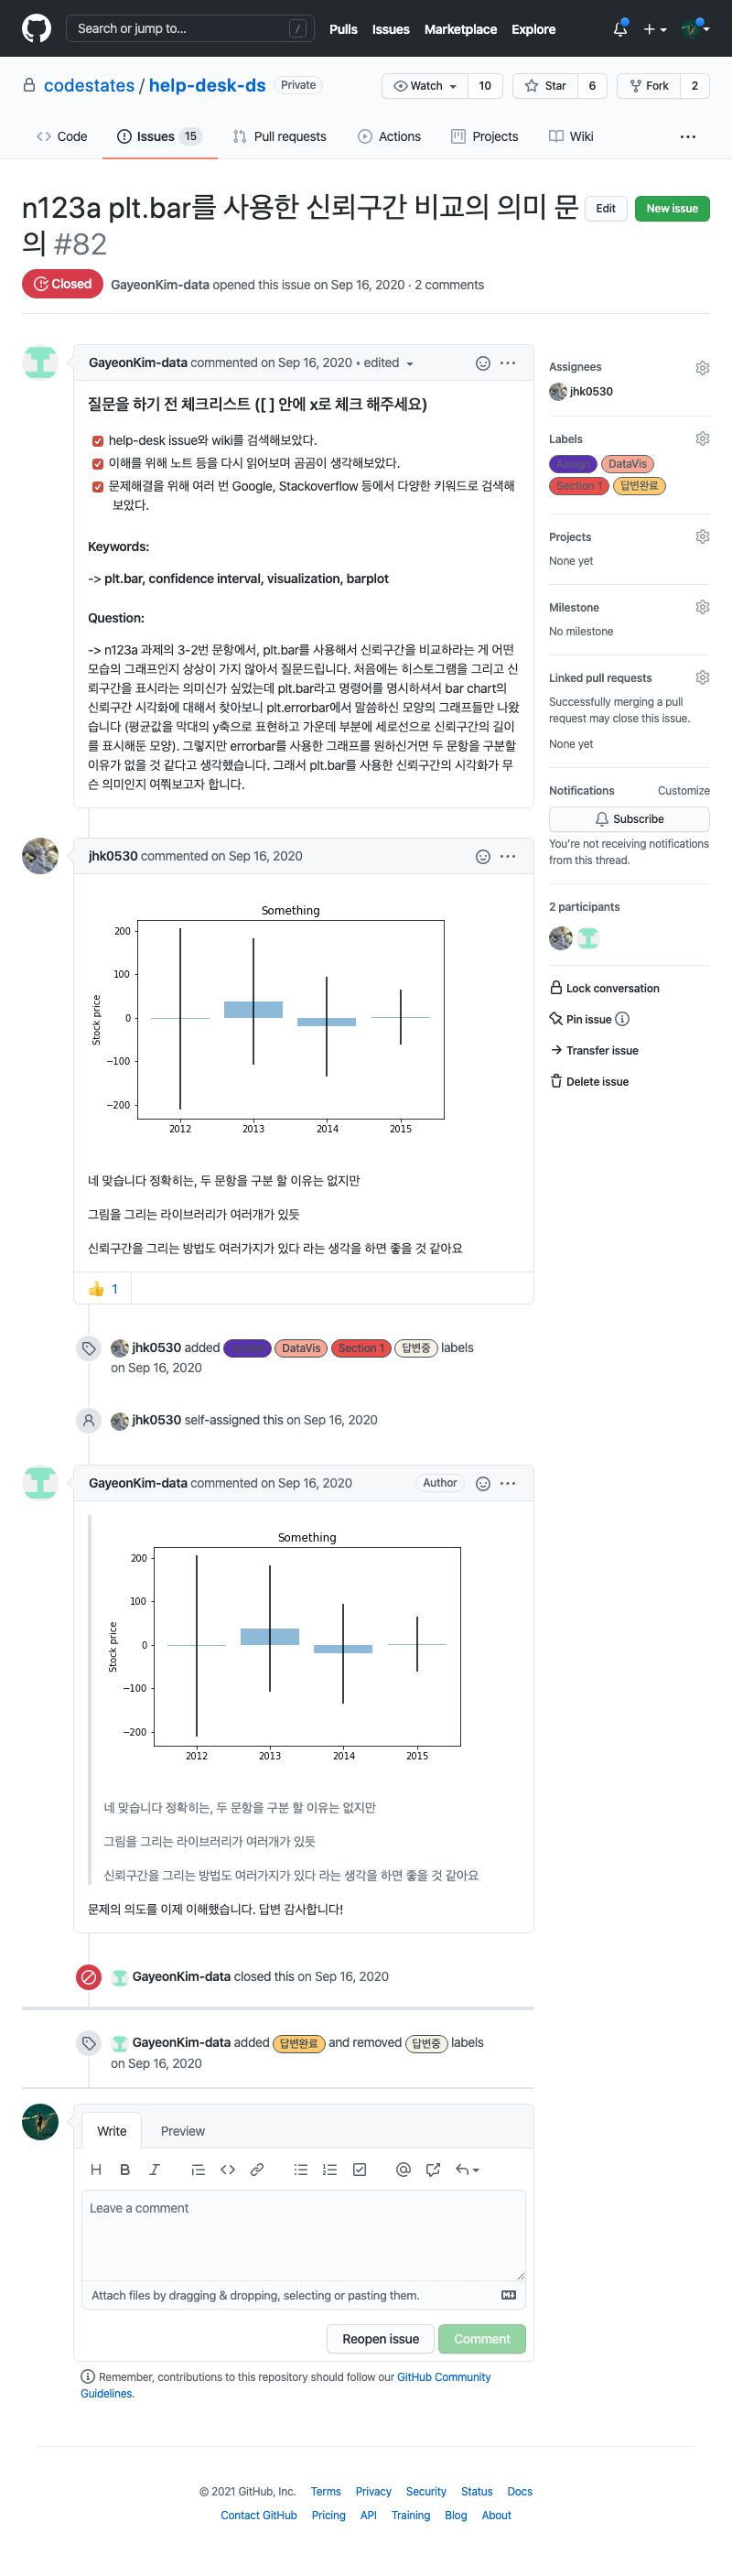 Search or jump to...
/
Pulls Issues Marketplace Explore
codestates / help-desk-ds Private
Watch 10 Star 6 Fork 2
Code Issues 15 Pull requests Actions Projects Wiki
n123a plt.bar를 사용한 신뢰구간 비교의 의미 문
의 #82
Edit New issue
Closed GayeonKim-data opened this issue on Sep 16, 2020 · 2 comments
GayeonKim-data commented on Sep 16, 2020 • edited
질문을 하기 전 체크리스트 ([ ] 안에 x로 체크 해주세요)
help-desk issue와 wiki를 검색해보았다.
이해를 위해 노트 등을 다시 읽어보며 곰곰이 생각해보았다.
문제해결을 위해 여러 번 Google, Stackoverflow 등에서 다양한 키워드로 검색해
보았다.
Keywords:
-> plt.bar, confidence interval, visualization, barplot
Question:
-> n123a 과제의 3-2번 문항에서, plt.bar를 사용해서 신뢰구간을 비교하라는 게 어떤
모습의 그래프인지 상상이 가지 않아서 질문드립니다. 처음에는 히스토그램을 그리고 신
뢰구간을 표시라는 의미신가 싶었는데 plt.bar라고 명령어를 명시하셔서 bar chart의
신뢰구간 시각화에 대해서 찾아보니 plt.errorbar에서 말씀하신 모양의 그래프들만 나왔
습니다 (평균값을 막대의 y축으로 표현하고 가운데 부분에 세로선으로 신뢰구간의 길이
를 표시해둔 모양). 그렇지만 errorbar를 사용한 그래프를 원하신거면 두 문항을 구분할
이유가 없을 것 같다고 생각했습니다. 그래서 plt.bar를 사용한 신뢰구간의 시각화가 무
슨 의미인지 여쭤보고자 합니다.
Assignees
jhk0530
Labels
Assign DataVis
Section 1 답변완료
Projects
None yet
Milestone
No milestone
Linked pull requests
Successfully merging a pull
request may close this issue.
None yet
Notifications Customize
Subscribe
You're not receiving notifications
from this thread.
2 participants
Lock conversation
Pin issue
Transfer issue
Delete issue
jhk0530 commented on Sep 16, 2020
Something
Stock price
200
100
0
−100
−200
2012 2013 2014 2015
네 맞습니다 정확히는, 두 문항을 구분 할 이유는 없지만
그림을 그리는 라이브러리가 여러개가 있듯
신뢰구간을 그리는 방법도 여러가지가 있다 라는 생각을 하면 좋을 것 같아요
👍 1
jhk0530 added Assign DataVis Section 1 답변중 labels
on Sep 16, 2020
jhk0530 self-assigned this on Sep 16, 2020
GayeonKim-data commented on Sep 16, 2020 Author
Something
Stock price
200
100
0
−100
−200
2012 2013 2014 2015
네 맞습니다 정확히는, 두 문항을 구분 할 이유는 없지만
그림을 그리는 라이브러리가 여러개가 있듯
신뢰구간을 그리는 방법도 여러가지가 있다 라는 생각을 하면 좋을 것 같아요
문제의 의도를 이제 이해했습니다. 답변 감사합니다!
GayeonKim-data closed this on Sep 16, 2020
GayeonKim-data added 답변완료 and removed 답변중 labels
on Sep 16, 2020
Write Preview
Leave a comment
Attach files by dragging & dropping, selecting or pasting them.
Reopen issue Comment
Remember, contributions to this repository should follow our GitHub Community
Guidelines.
© 2021 GitHub, Inc. Terms Privacy Security Status Docs
Contact GitHub Pricing API Training Blog About